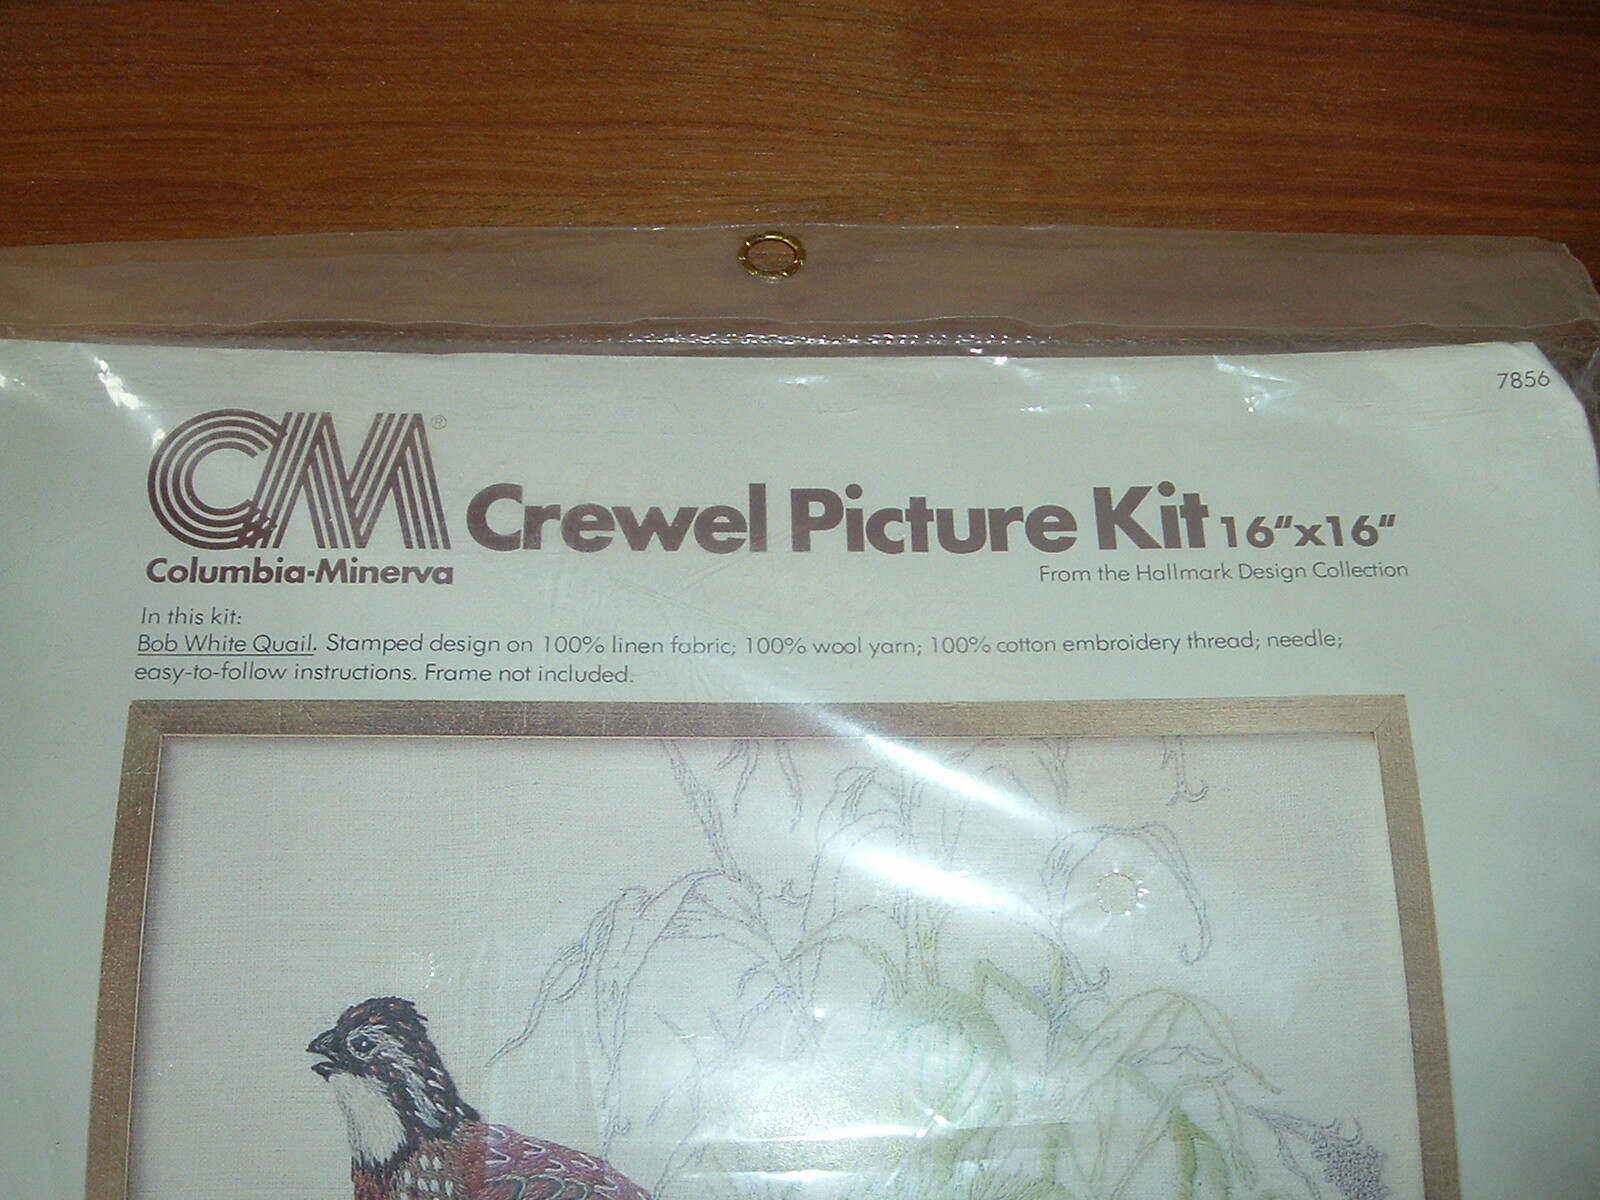 7856
CM®
Columbia-Minerva
Crewel Picture Kit 16"x16"
From the Hallmark Design Collection
In this kit:
Bob White Quail. Stamped design on 100% linen fabric; 100% wool yarn; 100% cotton embroidery thread; needle;
easy-to-follow instructions. Frame not included.